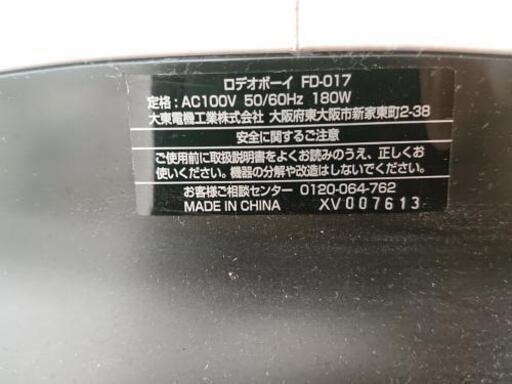 ロデオボーイ FD-017
定格：AC100V 50/60Hz 180W
大東電機工業株式会社 大阪府東大阪市新家東町2-38
安全に関するご注意
ご使用前に取扱説明書をよくお読みのうえ、正しくお
使いください。機器の分解や改造はしないでください。
お客様ご相談センター 0120-064-762
MADE IN CHINA XV007613